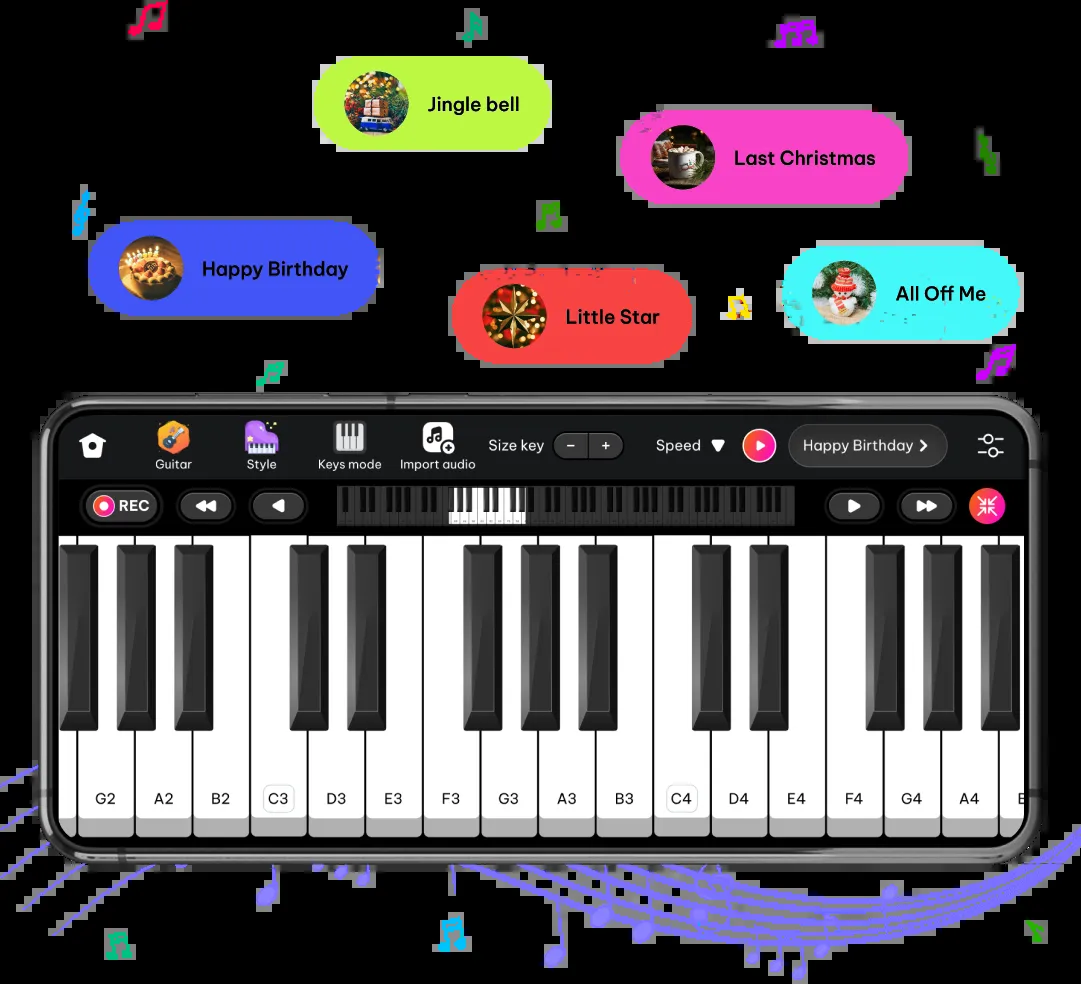 Jingle bell
Last Christmas
Happy Birthday
All Off Me
Little Star
Guitar
Style
Keys mode
Import audio
Size key
Speed
Happy Birthday
REC
G2 A2 B2 C3 D3 E3 F3 G3 A3 B3 C4 D4 E4 F4 G4 A4